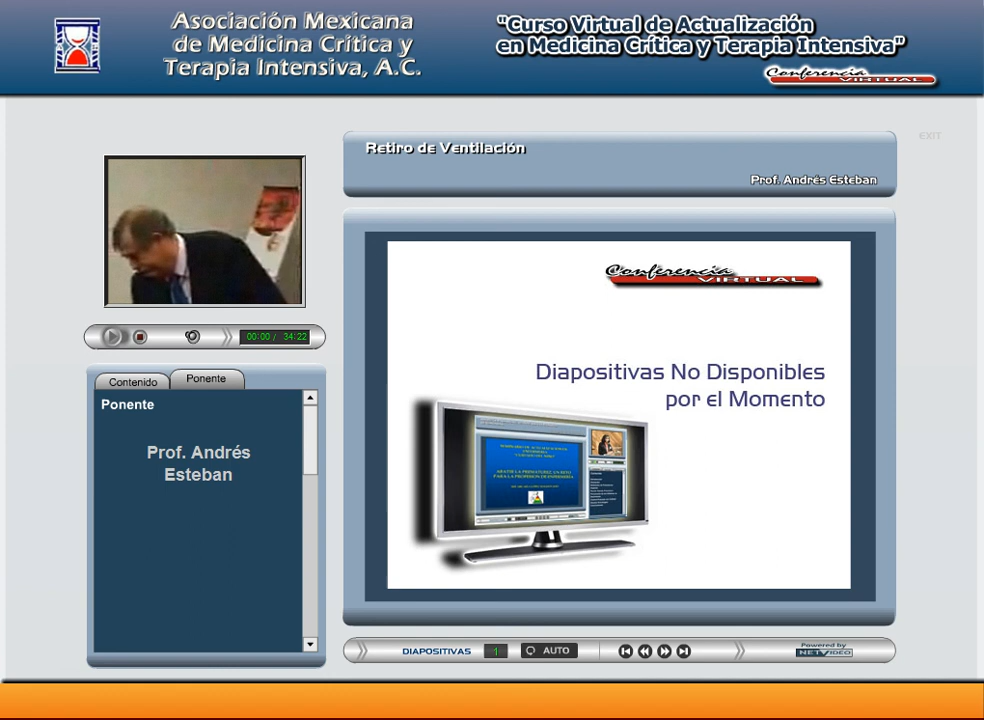 Asociación Mexicana
de Medicina Crítica y
Terapia Intensiva, A.C.
"Curso Virtual de Actualización
en Medicina Crítica y Terapia Intensiva"
Conferencia
VIRTUAL
EXIT
Retiro de Ventilación
Prof. Andrés Esteban
00:00 / 34:22
Contenido
Ponente
Ponente
Prof. Andrés
Esteban
Conferencia
VIRTUAL
Diapositivas No Disponibles
por el Momento
DIAPOSITIVAS
1
AUTO
Powered by
NETVIDEO